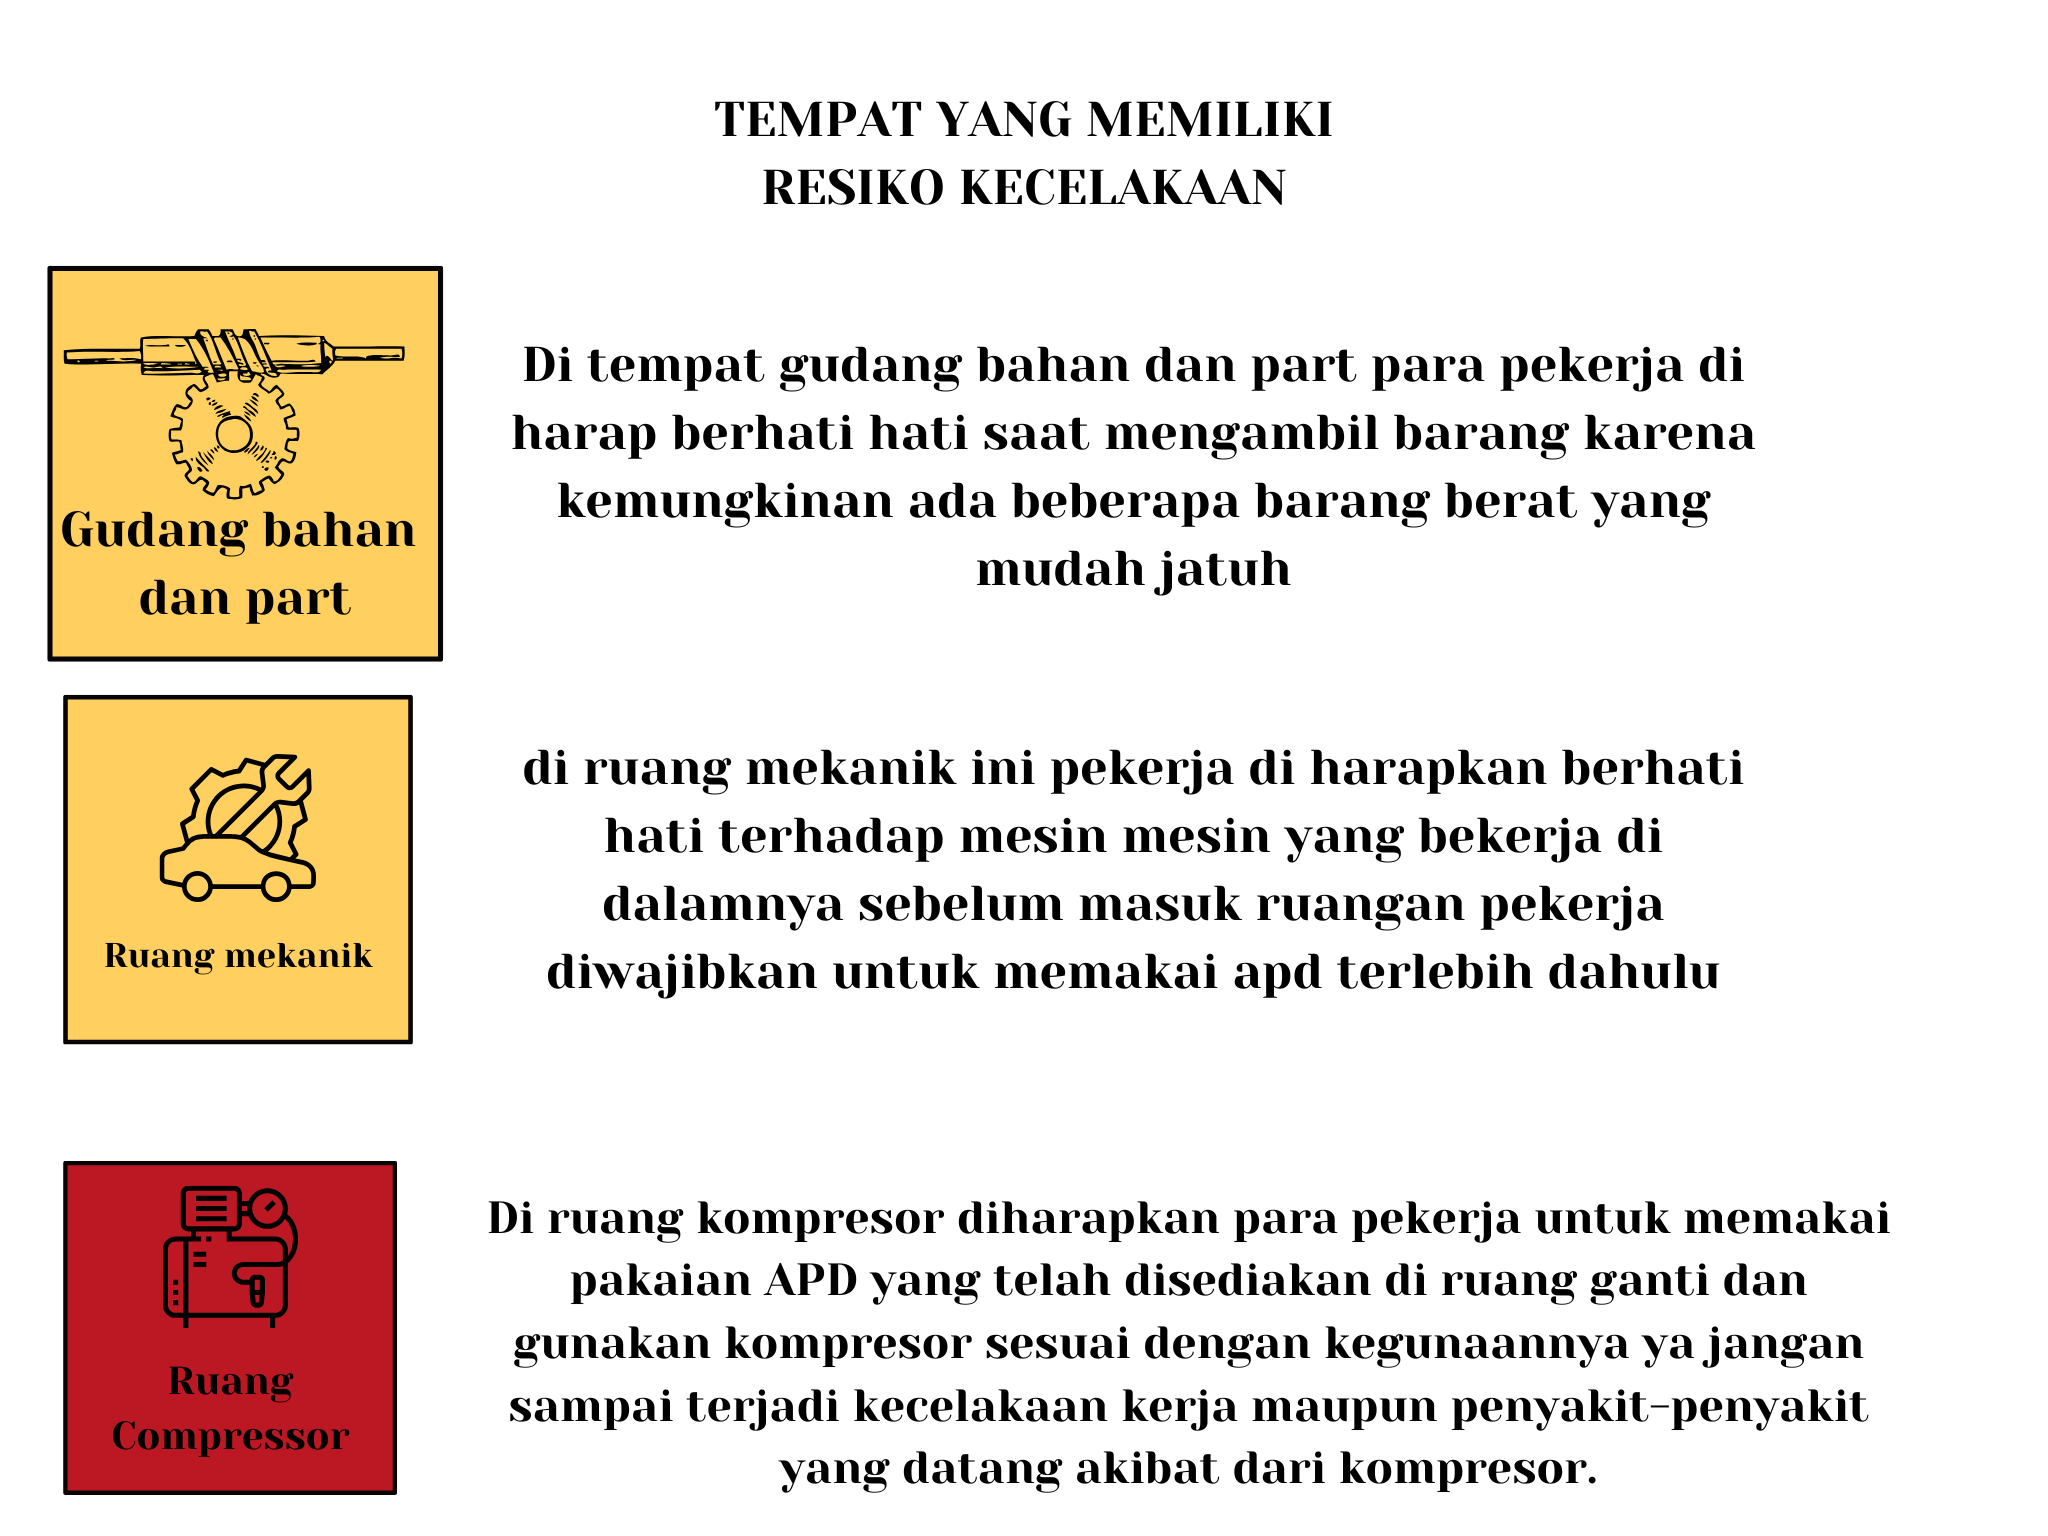 TEMPAT YANG MEMILIKI
RESIKO KECELAKAAN
Gudang bahan
dan part
Di tempat gudang bahan dan part para pekerja di
harap berhati hati saat mengambil barang karena
kemungkinan ada beberapa barang berat yang
mudah jatuh
Ruang mekanik
di ruang mekanik ini pekerja di harapkan berhati
hati terhadap mesin mesin yang bekerja di
dalamnya sebelum masuk ruangan pekerja
diwajibkan untuk memakai apd terlebih dahulu
Ruang
Compressor
Di ruang kompresor diharapkan para pekerja untuk memakai
pakaian APD yang telah disediakan di ruang ganti dan
gunakan kompresor sesuai dengan kegunaannya ya jangan
sampai terjadi kecelakaan kerja maupun penyakit-penyakit
yang datang akibat dari kompresor.